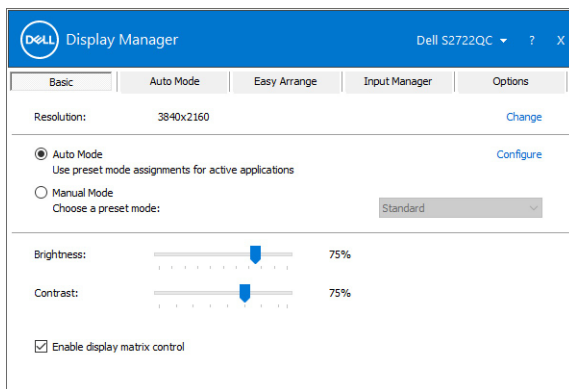 DELL Display Manager Dell S2722QC ? X
Basic Auto Mode Easy Arrange Input Manager Options
Resolution: 3840x2160 Change
Auto Mode Configure
Use preset mode assignments for active applications
Manual Mode
Choose a preset mode: Standard
Brightness: 75%
Contrast: 75%
Enable display matrix control